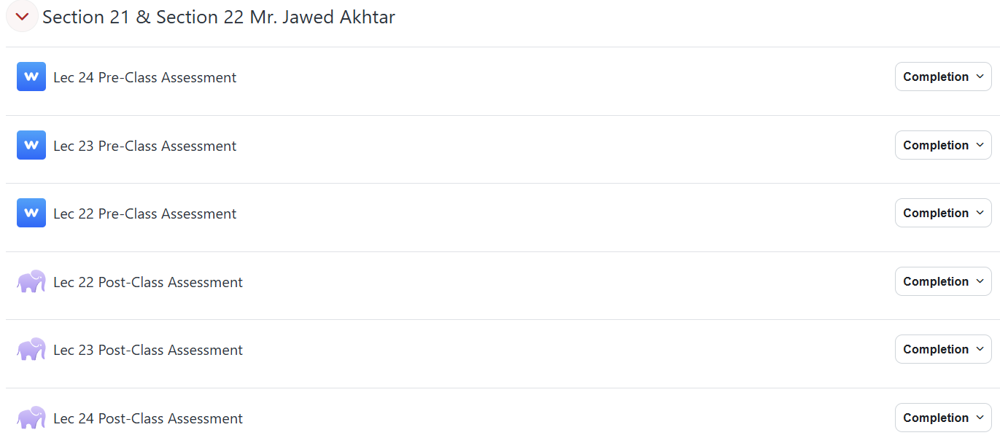 Section 21 & Section 22 Mr. Jawed Akhtar
w Lec 24 Pre-Class Assessment Completion
w Lec 23 Pre-Class Assessment Completion
w Lec 22 Pre-Class Assessment Completion
Lec 22 Post-Class Assessment Completion
Lec 23 Post-Class Assessment Completion
Lec 24 Post-Class Assessment Completion